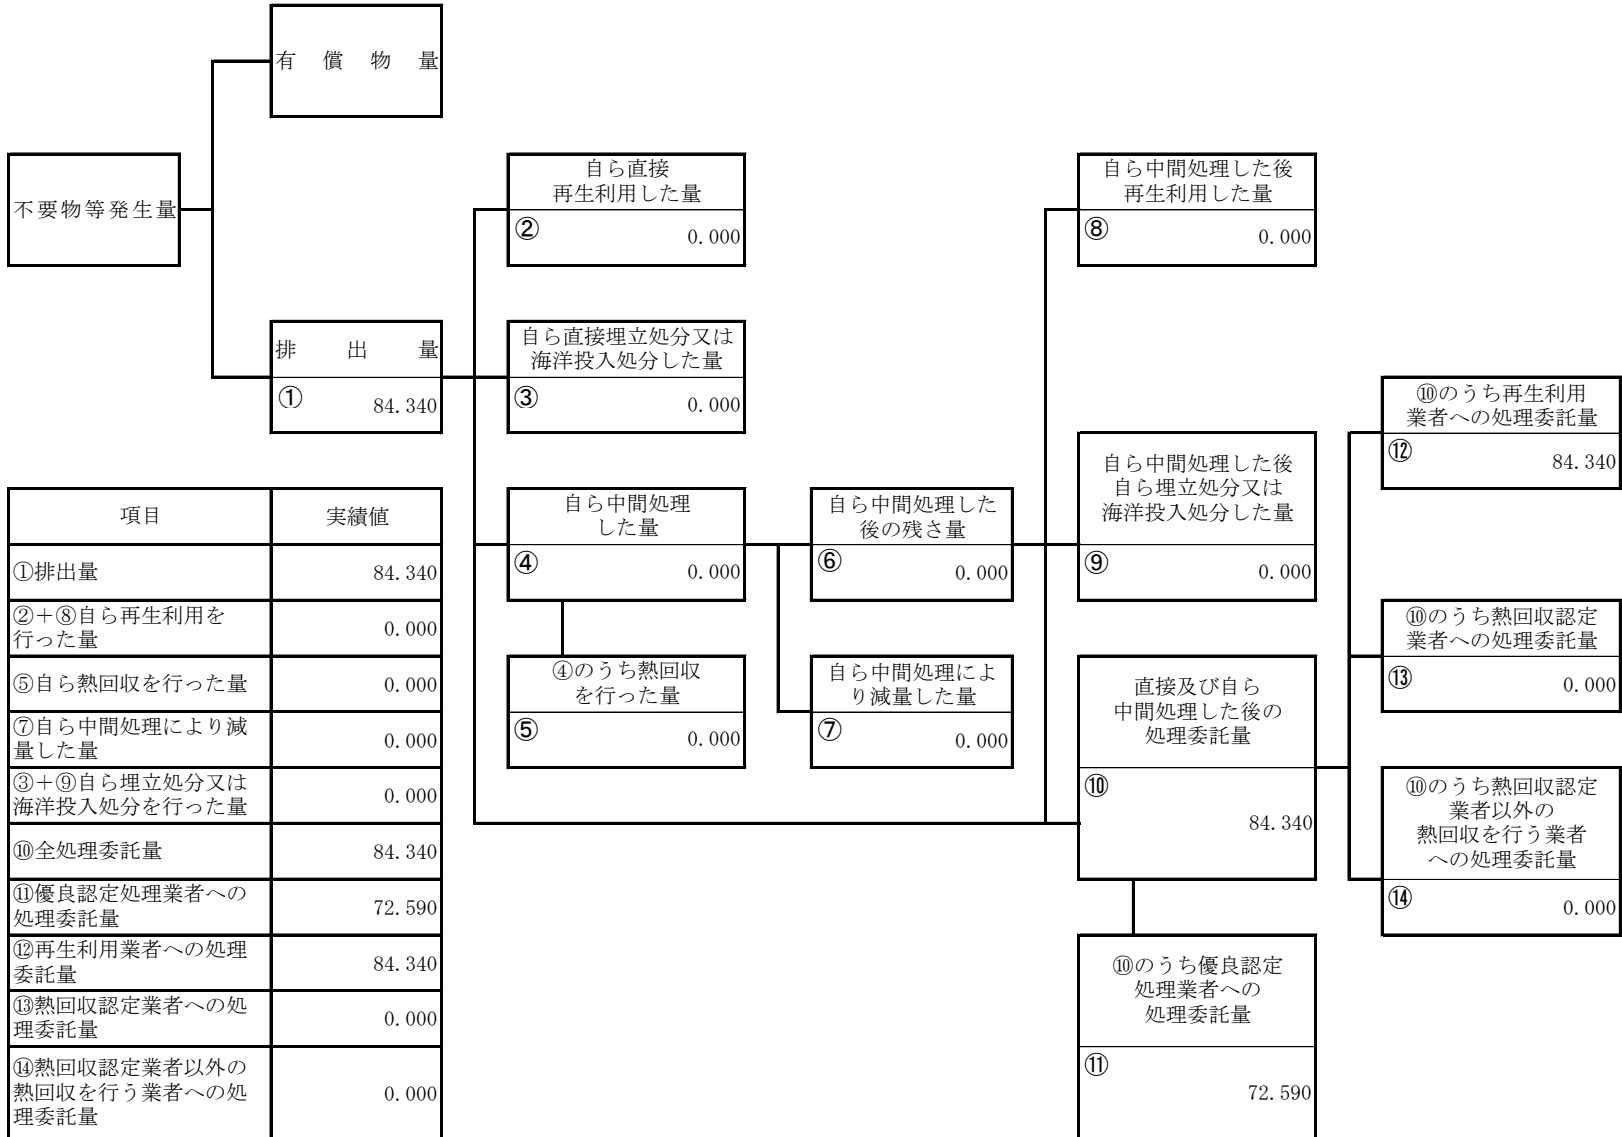 有償物量
不要物等発生量
排出量
① 84.340
自ら直接
再生利用した量
② 0.000
自ら直接埋立処分又は
海洋投入処分した量
③ 0.000
自ら中間処理
した量
④ 0.000
④のうち熱回収
を行った量
⑤ 0.000
自ら中間処理した
後の残さ量
⑥ 0.000
自ら中間処理によ
り減量した量
⑦ 0.000
自ら中間処理した後
再生利用した量
⑧ 0.000
自ら中間処理した後
自ら埋立処分又は
海洋投入処分した量
⑨ 0.000
直接及び自ら
中間処理した後の
処理委託量
⑩
84.340
⑩のうち優良認定
処理業者への
処理委託量
⑪
72.590
⑩のうち再生利用
業者への処理委託量
⑫ 84.340
⑩のうち熱回収認定
業者への処理委託量
⑬ 0.000
⑩のうち熱回収認定
業者以外の
熱回収を行う業者
への処理委託量
⑭ 0.000
項目 実績値
①排出量 84.340
②+⑧自ら再生利用を
行った量 0.000
⑤自ら熱回収を行った量 0.000
⑦自ら中間処理により減
量した量 0.000
③+⑨自ら埋立処分又は
海洋投入処分を行った量 0.000
⑩全処理委託量 84.340
⑪優良認定処理業者への
処理委託量 72.590
⑫再生利用業者への処理
委託量 84.340
⑬熱回収認定業者への処
理委託量 0.000
⑭熱回収認定業者以外の
熱回収を行う業者への処
理委託量 0.000